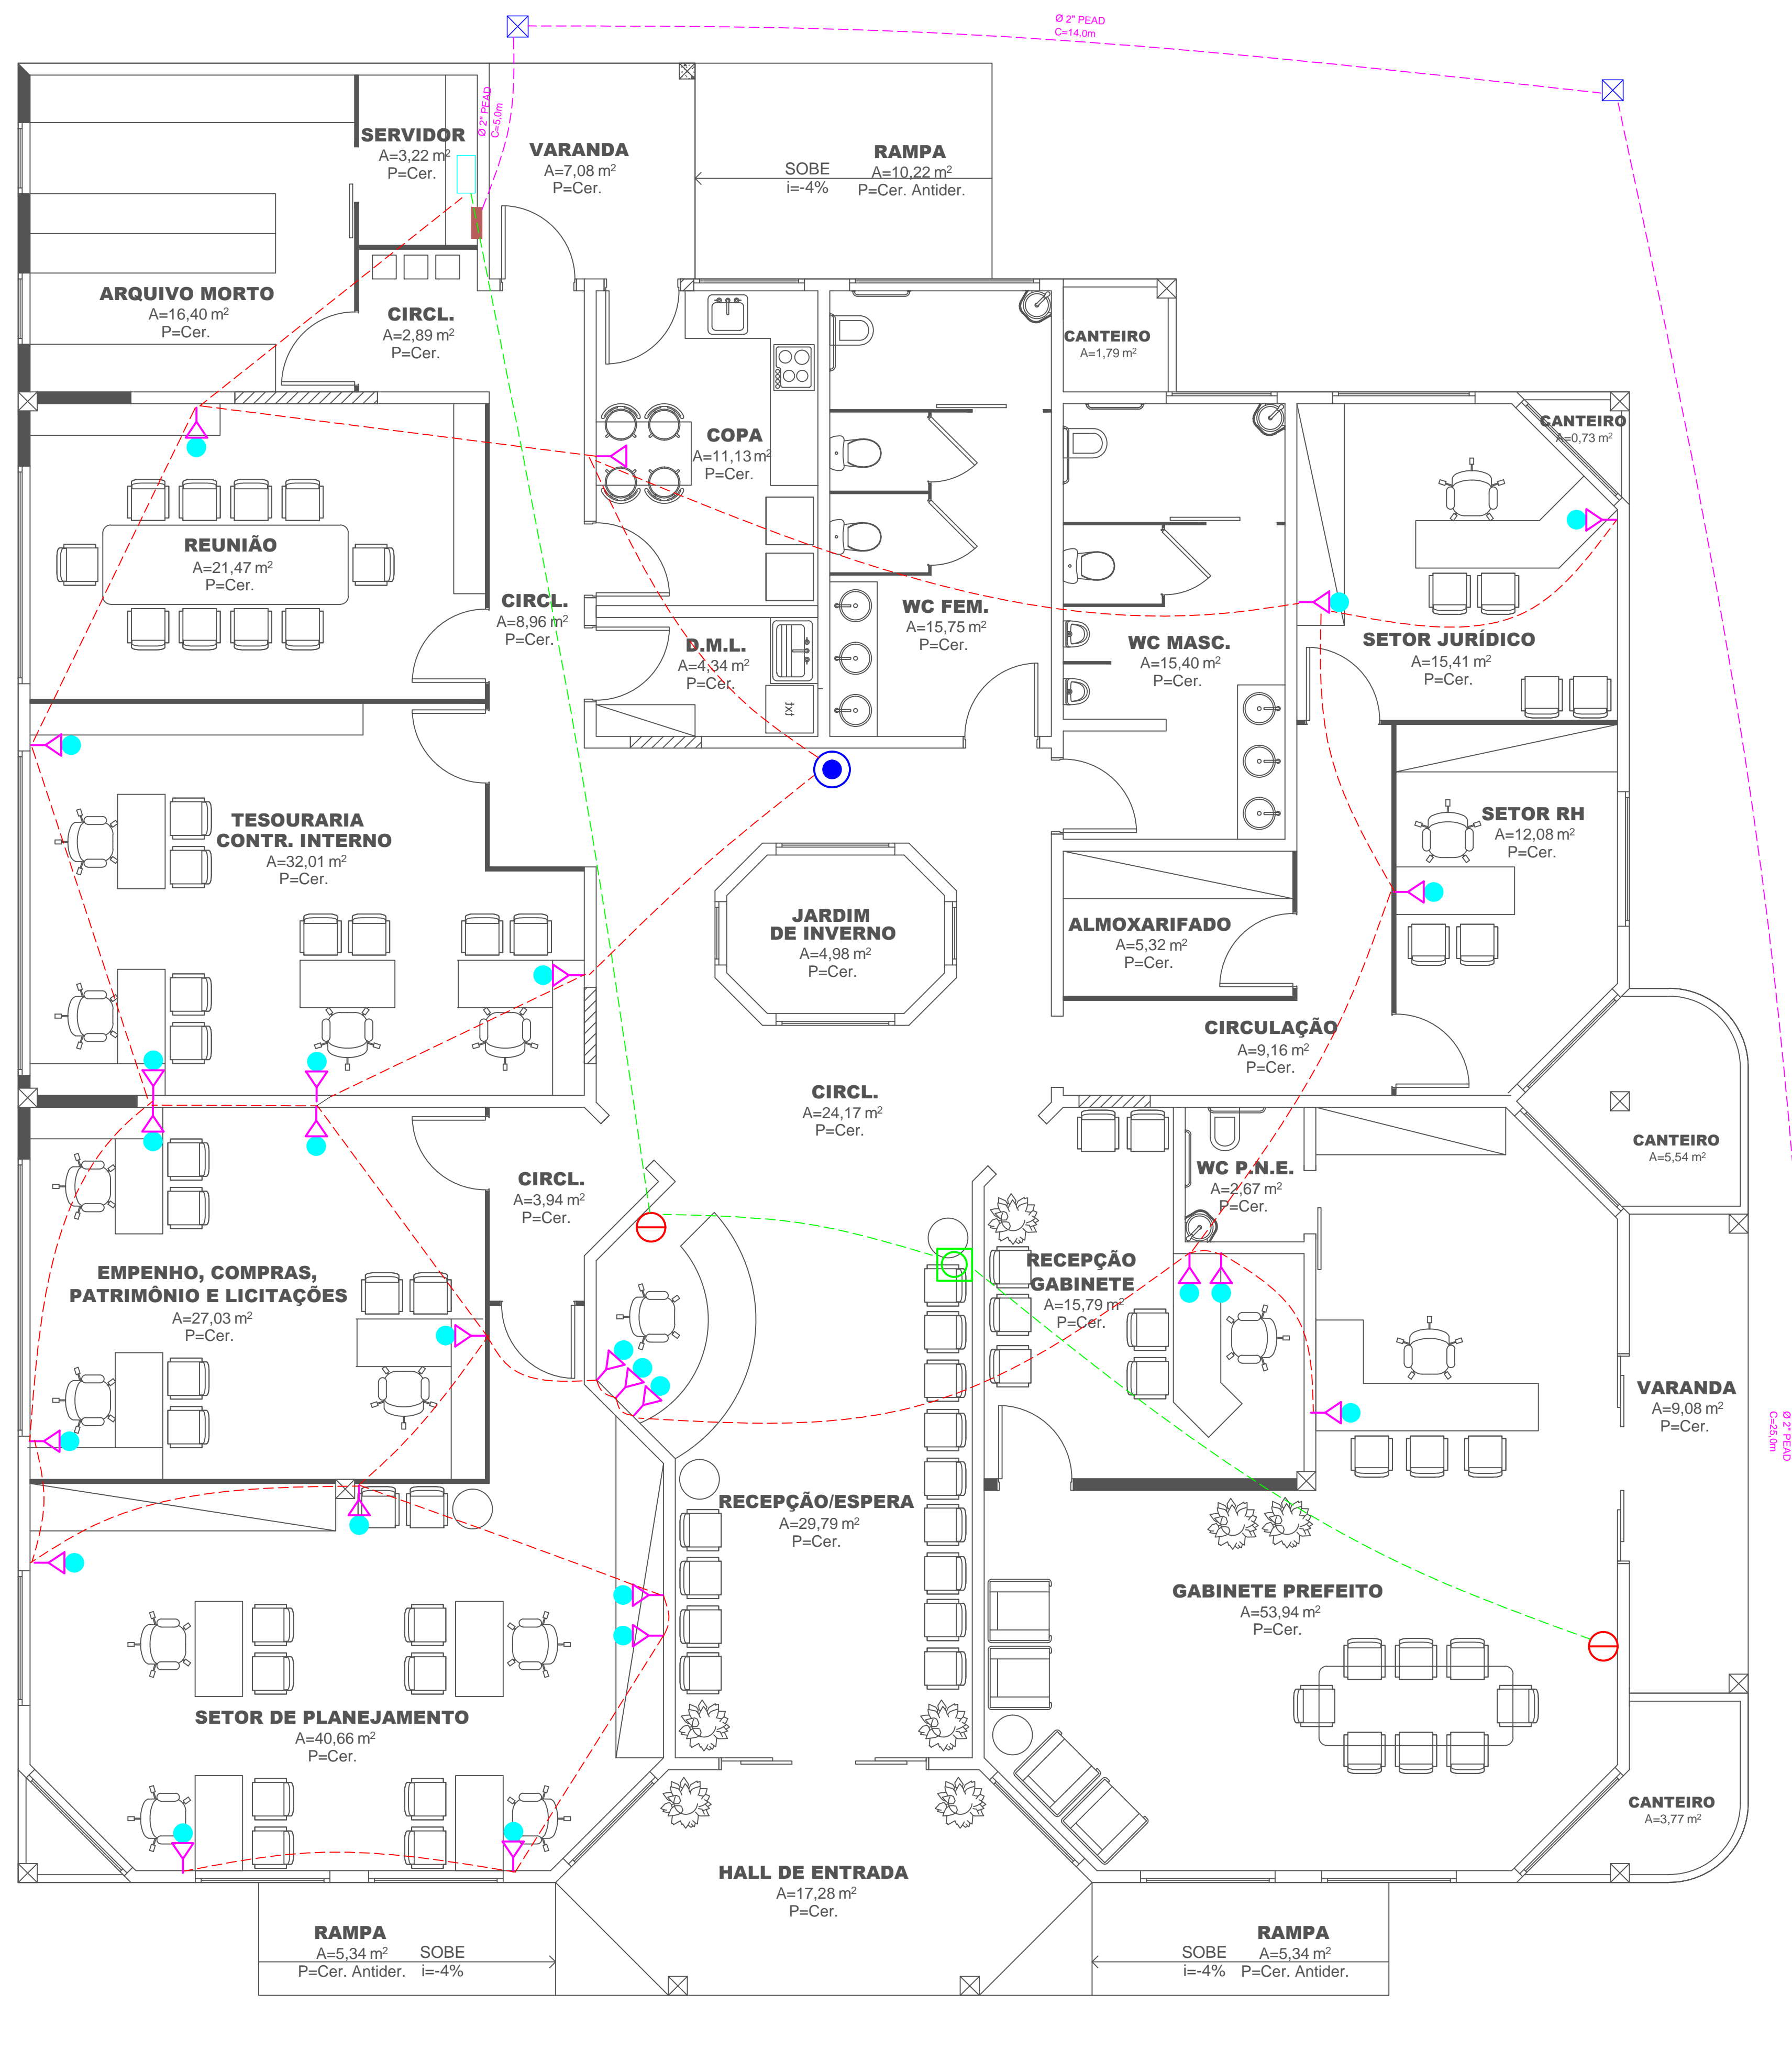 Ø 2" PEAD
C=14,0m
Ø 2" PEAD
C=5,0m
SERVIDOR
A=3,22 m²
P=Cer.
VARANDA
A=7,08 m²
P=Cer.
SOBE
i=-4%
RAMPA
A=10,22 m²
P=Cer. Antider.
ARQUIVO MORTO
A=16,40 m²
P=Cer.
CIRCL.
A=2,89 m²
P=Cer.
CANTEIRO
A=1,79 m²
CANTEIRO
A=0,73 m²
COPA
A=11,13 m²
P=Cer.
REUNIÃO
A=21,47 m²
P=Cer.
CIRCL.
A=8,96 m²
P=Cer.
D.M.L.
A=4,34 m²
P=Cer.
WC FEM.
A=15,75 m²
P=Cer.
WC MASC.
A=15,40 m²
P=Cer.
SETOR JURÍDICO
A=15,41 m²
P=Cer.
TESOURARIA
CONTR. INTERNO
A=32,01 m²
P=Cer.
SETOR RH
A=12,08 m²
P=Cer.
JARDIM
DE INVERNO
A=4,98 m²
P=Cer.
ALMOXARIFADO
A=5,32 m²
P=Cer.
CIRCULAÇÃO
A=9,16 m²
P=Cer.
CIRCL.
A=24,17 m²
P=Cer.
CANTEIRO
A=5,54 m²
CIRCL.
A=3,94 m²
P=Cer.
WC P.N.E.
A=2,67 m²
P=Cer.
EMPENHO, COMPRAS,
PATRIMÔNIO E LICITAÇÕES
A=27,03 m²
P=Cer.
RECEPÇÃO
GABINETE
A=15,79 m²
P=Cer.
VARANDA
A=9,08 m²
P=Cer.
Ø 2" PEAD
C=25,0m
RECEPÇÃO/ESPERA
A=29,79 m²
P=Cer.
GABINETE PREFEITO
A=53,94 m²
P=Cer.
SETOR DE PLANEJAMENTO
A=40,66 m²
P=Cer.
CANTEIRO
A=3,77 m²
HALL DE ENTRADA
A=17,28 m²
P=Cer.
RAMPA
A=5,34 m²
P=Cer. Antider.
SOBE
i=-4%
SOBE
i=-4%
RAMPA
A=5,34 m²
P=Cer. Antider.